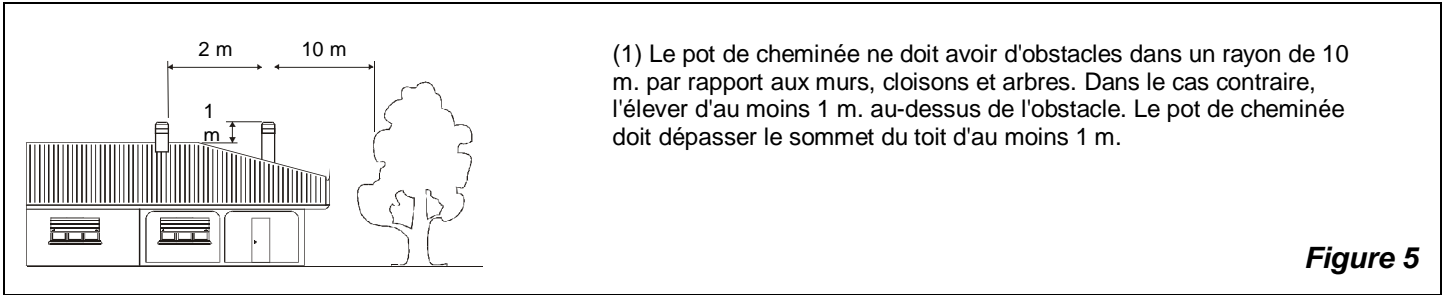 2 m 10 m
1
m
(1) Le pot de cheminée ne doit avoir d'obstacles dans un rayon de 10
m. par rapport aux murs, cloisons et arbres. Dans le cas contraire,
l'élever d'au moins 1 m. au-dessus de l'obstacle. Le pot de cheminée
doit dépasser le sommet du toit d'au moins 1 m.
Figure 5